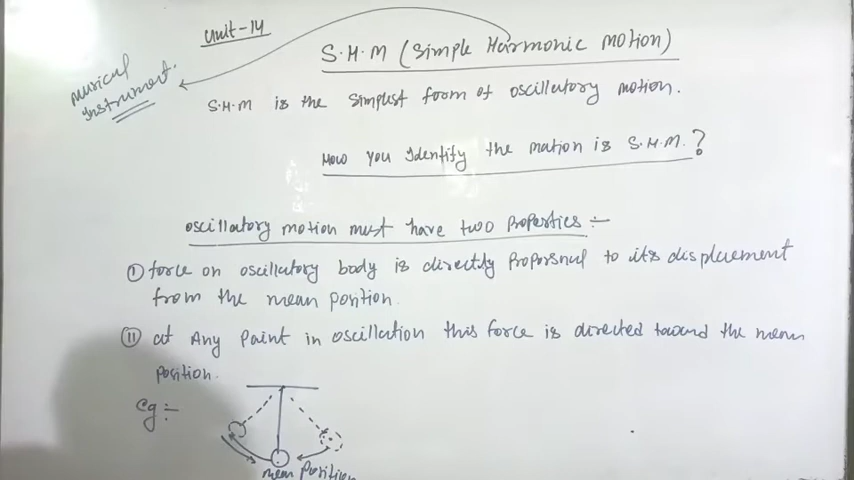 Unit-14
S.H.M (Simple Harmonic Motion)
Musical
Instrument.
S.H.M is the simplest form of oscillatory motion.
How you Identify the motion is S.H.M.?
Oscillatory motion must have two Properties :-
(I) force on oscillatory body is directly Proporsnul to its displacement
from the mean position.
(II) at Any Point in oscillation this force is directed toward the mean
Position.
eg :-
mean Position